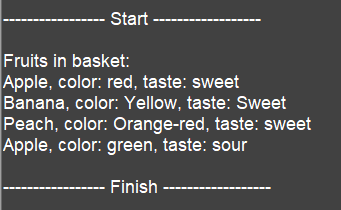 ----------------- Start ------------------
Fruits in basket:
Apple, color: red, taste: sweet
Banana, color: Yellow, taste: Sweet
Peach, color: Orange-red, taste: sweet
Apple, color: green, taste: sour
----------------- Finish ------------------